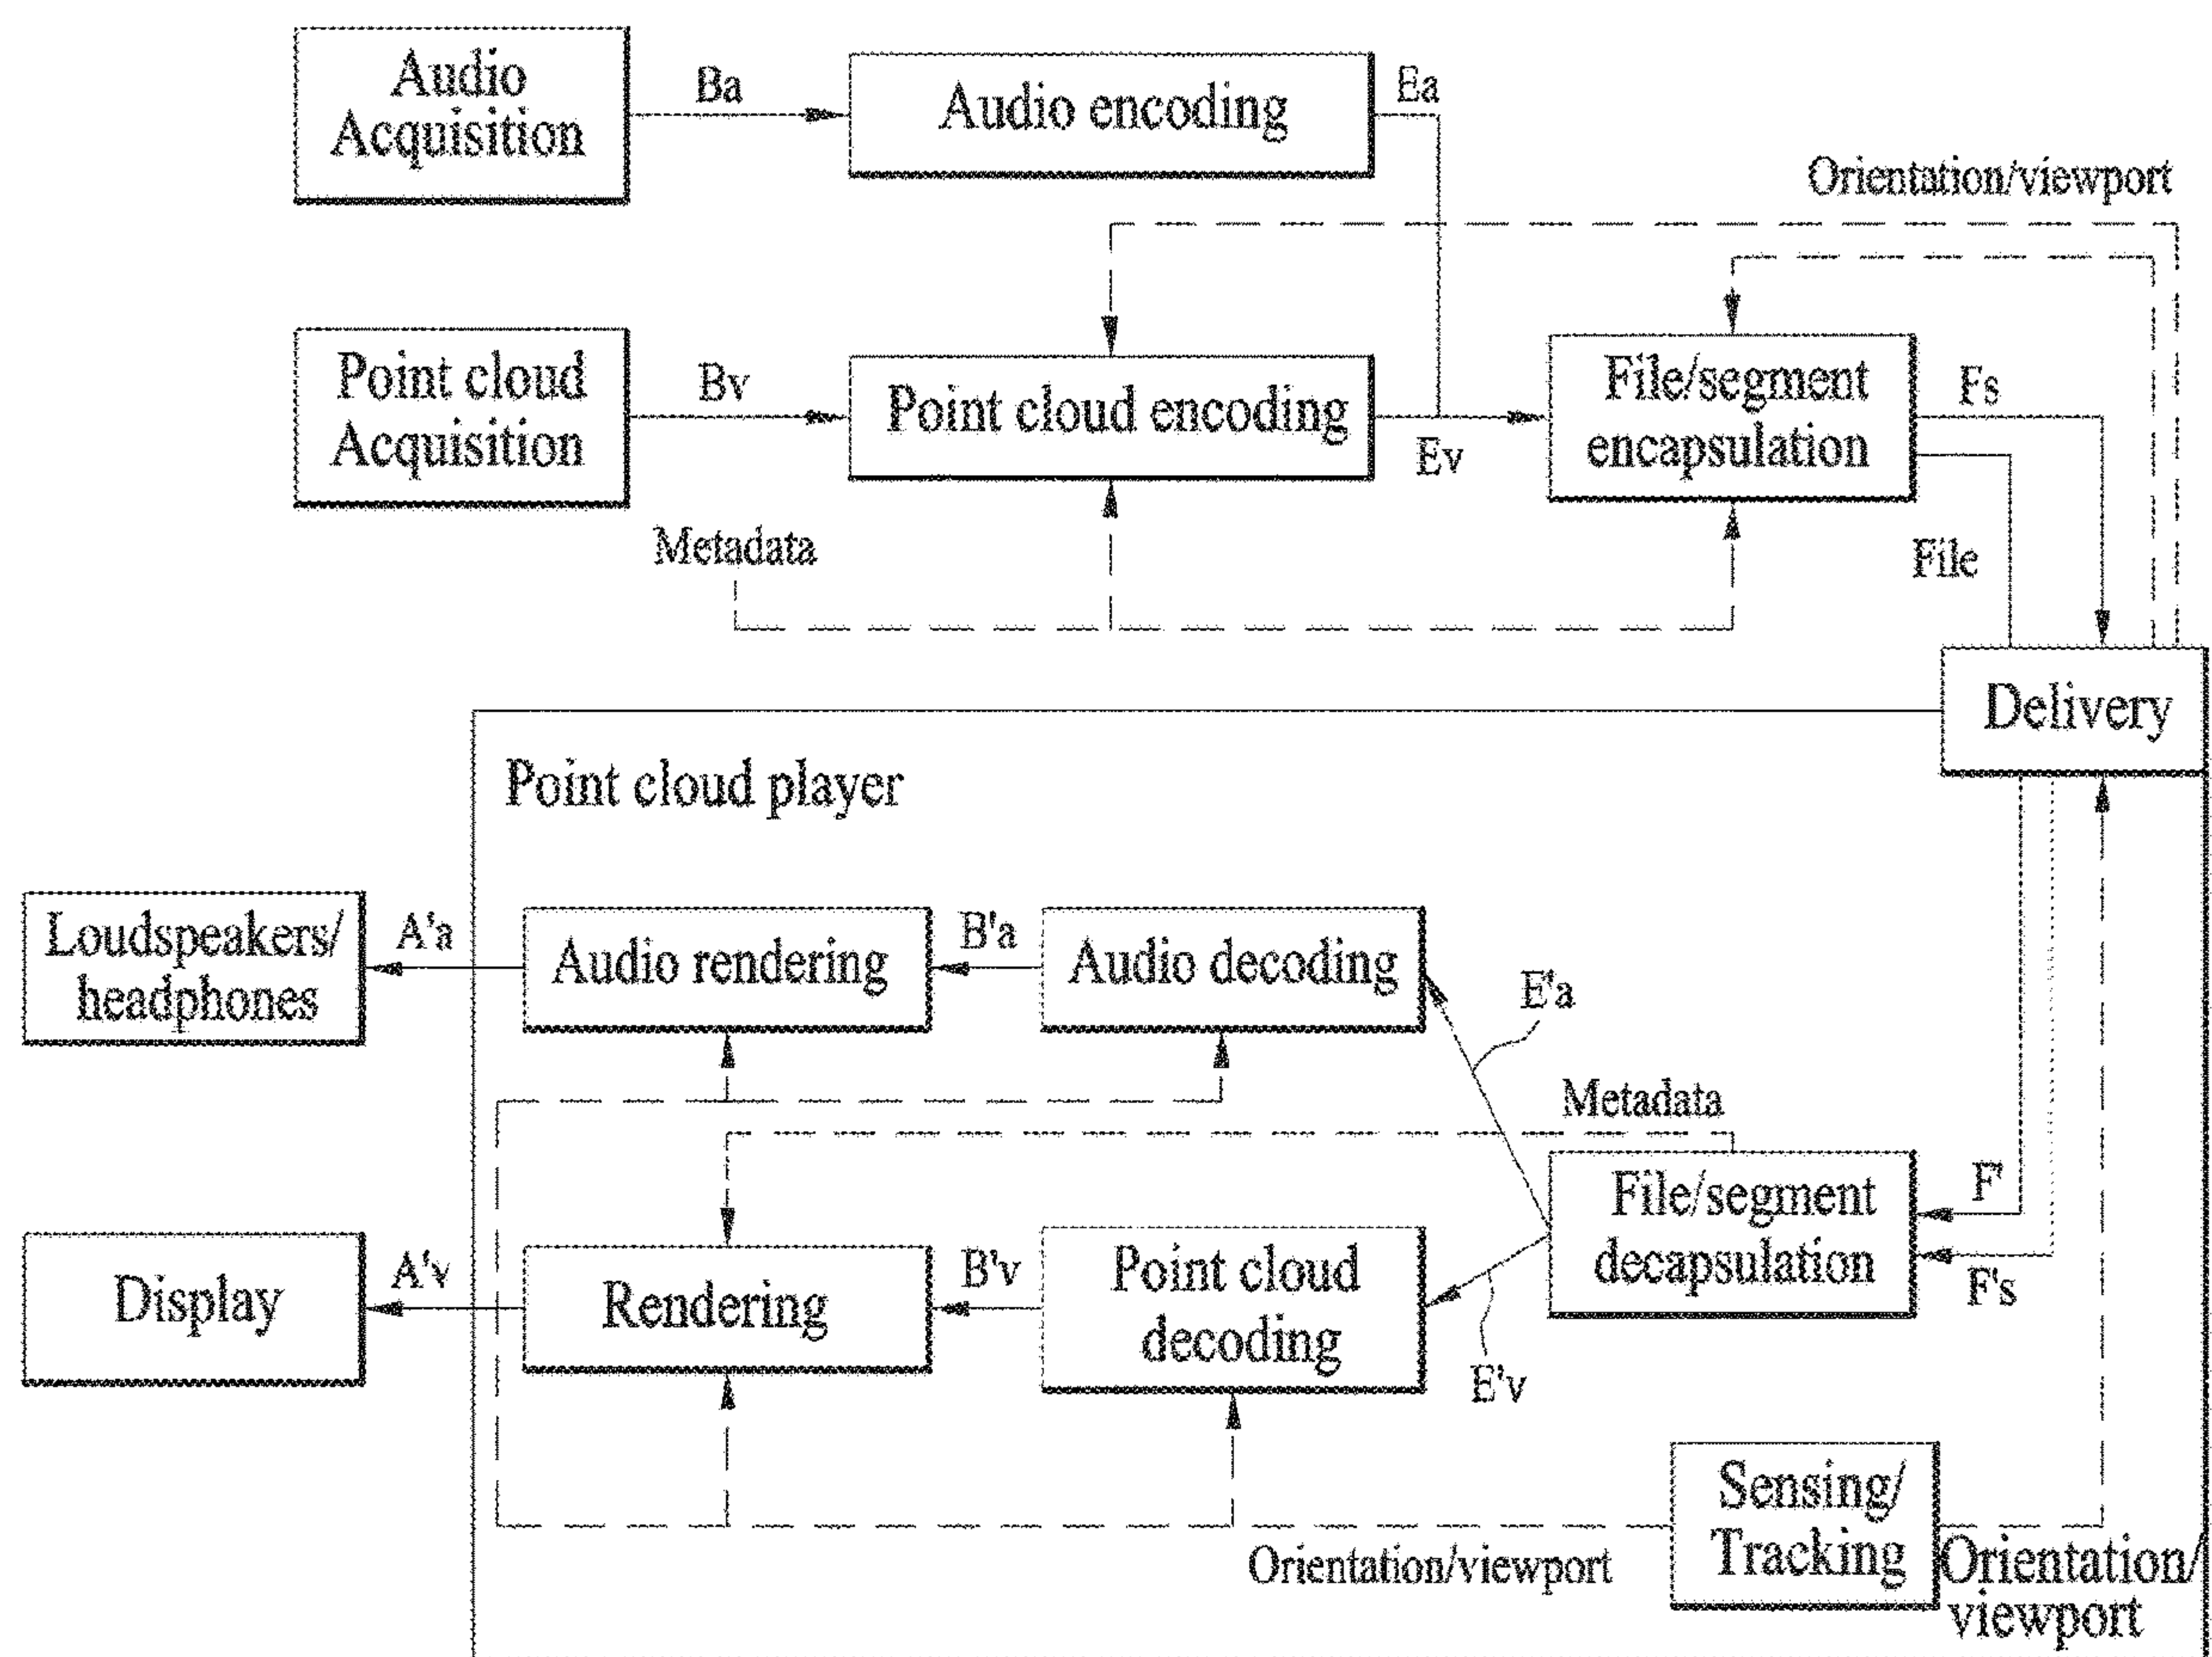 Audio
Acquisition
Ba
Audio encoding
Ea
Orientation/viewport
Point cloud
Acquisition
Bv
Point cloud encoding
Ev
File/segment
encapsulation
Fs
Metadata
File
Delivery
Point cloud player
Loudspeakers/
headphones
A'a
Audio rendering
B'a
Audio decoding
E'a
Metadata
File/segment
decapsulation
F'
F's
Display
A'v
Rendering
B'v
Point cloud
decoding
E'v
Sensing/
Tracking
Orientation/viewport
Orientation/
viewport